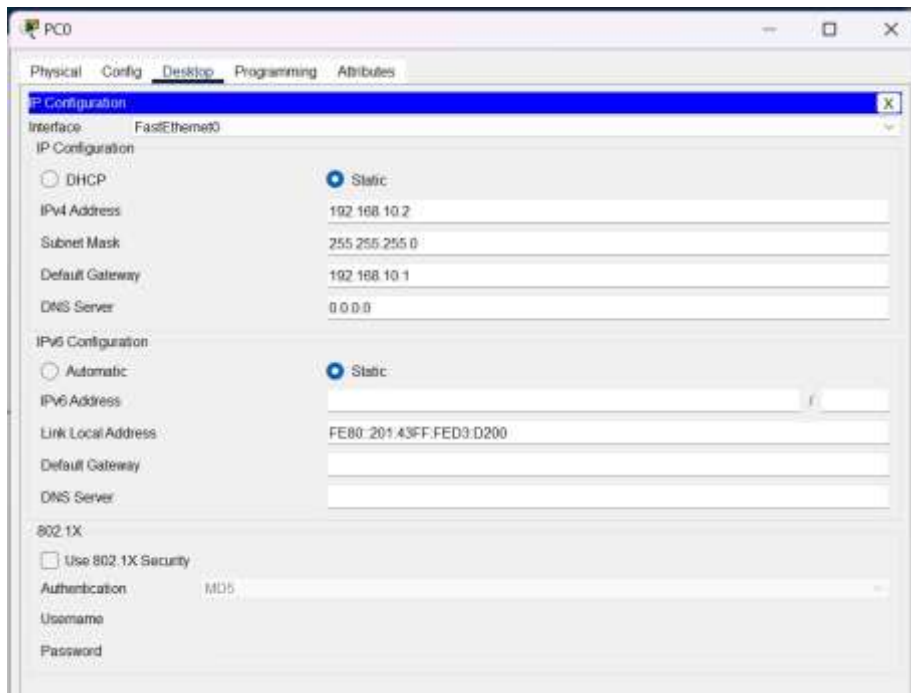 PC0
Physical Config Desktop Programming Attributes
IP Configuration X
Interface FastEthernet0
IP Configuration
DHCP Static
IPv4 Address 192.168.10.2
Subnet Mask 255.255.255.0
Default Gateway 192.168.10.1
DNS Server 0.0.0.0
IPv6 Configuration
Automatic Static
IPv6 Address /
Link Local Address FE80::201:43FF:FED3:D200
Default Gateway
DNS Server
802.1X
Use 802.1X Security
Authentication MD5
Username
Password